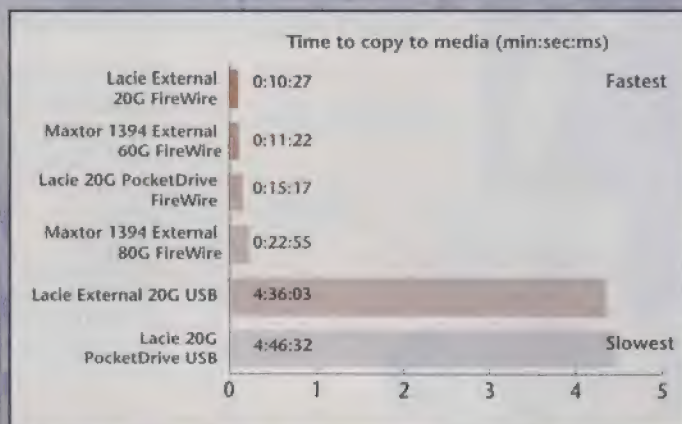 Time to copy to media (min:sec:ms)
Lacie External
20G FireWire
0:10:27
Fastest
Maxtor 1394 External
60G FireWire
0:11:22
Lacie 20G PocketDrive
FireWire
0:15:17
Maxtor 1394 External
80G FireWire
0:22:55
Lacie External 20G USB
4:36:03
Lacie 20G
PocketDrive USB
4:46:32
Slowest
0 1 2 3 4 5